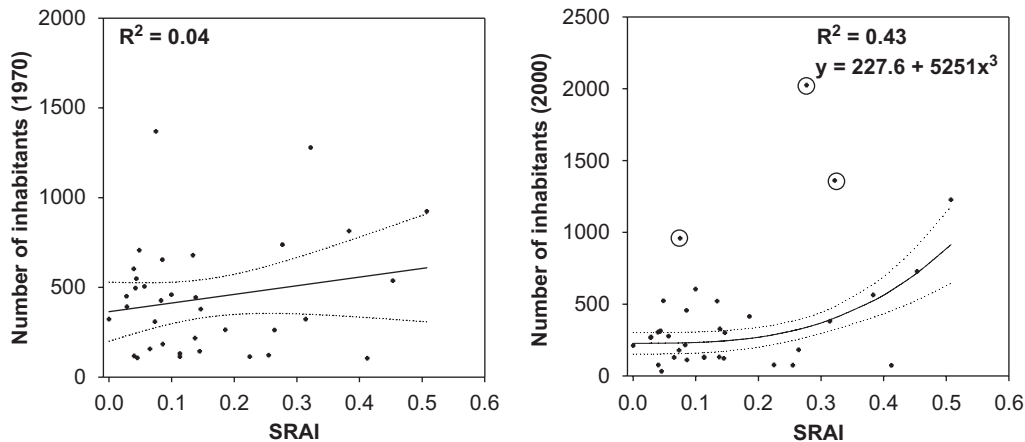 2000
R² = 0.04
1500
1000
500
0
0.0 0.1 0.2 0.3 0.4 0.5 0.6
SRAI
Number of inhabitants (1970)
2500
R² = 0.43
y = 227.6 + 5251x³
2000
1500
1000
500
0
0.0 0.1 0.2 0.3 0.4 0.5 0.6
SRAI
Number of inhabitants (2000)